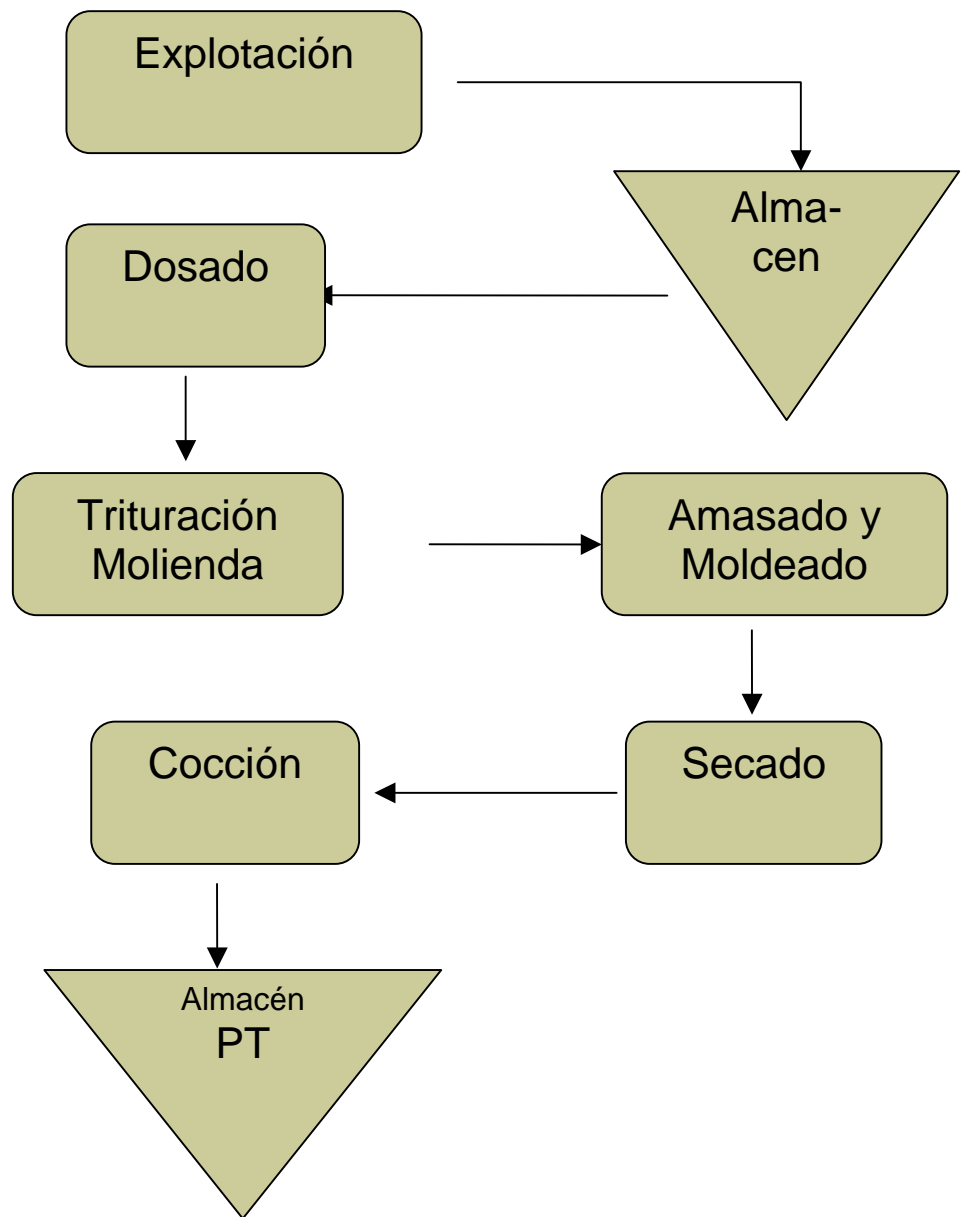 Explotación
Alma-
cen
Dosado
Trituración
Molienda
Amasado y
Moldeado
Secado
Cocción
Almacén
PT